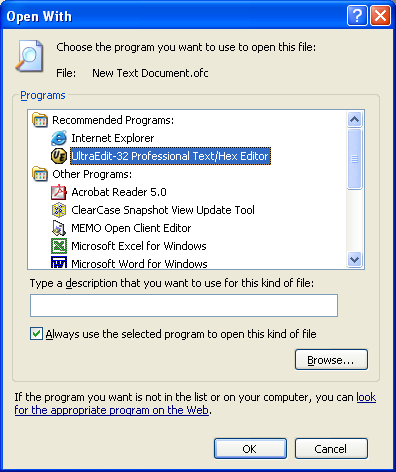 Open With
Choose the program you want to use to open this file:
File: New Text Document.ofc
Programs
Recommended Programs:
Internet Explorer
UltraEdit-32 Professional Text/Hex Editor
Other Programs:
Acrobat Reader 5.0
ClearCase Snapshot View Update Tool
MEMO Open Client Editor
Microsoft Excel for Windows
Microsoft Word for Windows
Type a description that you want to use for this kind of file:
Always use the selected program to open this kind of file
Browse...
If the program you want is not in the list or on your computer, you can look
for the appropriate program on the Web.
OK Cancel